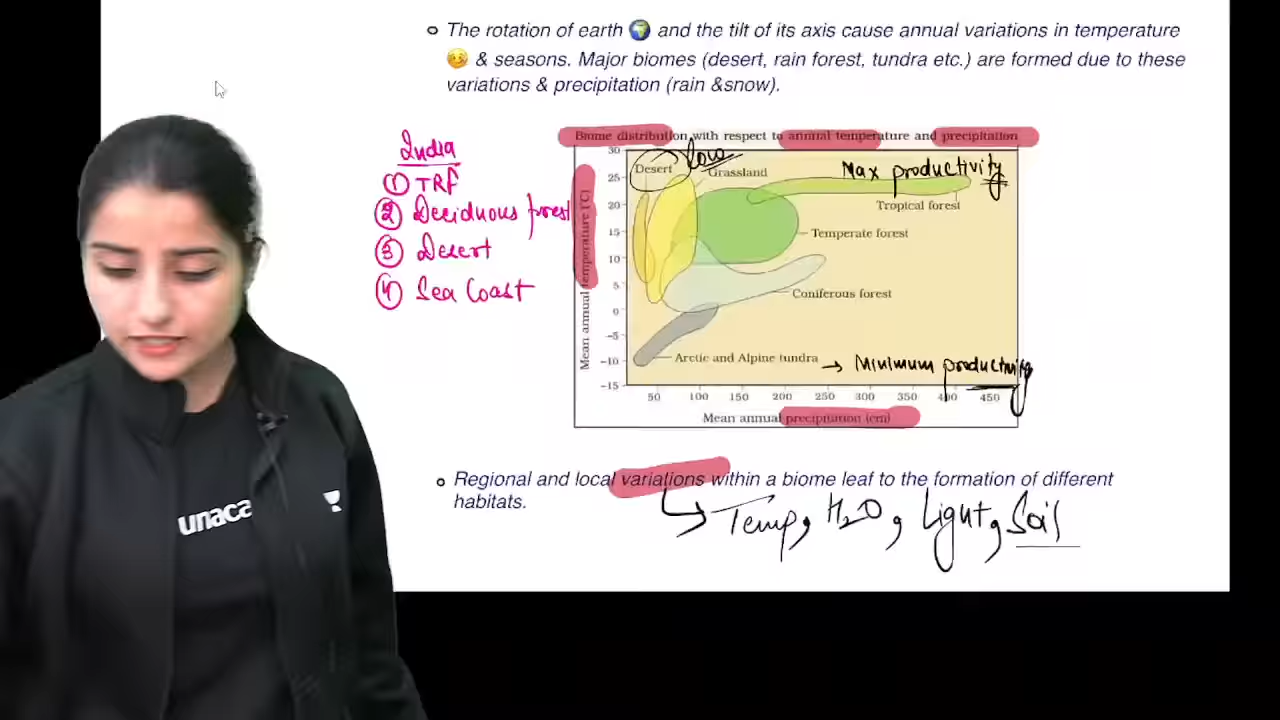 The rotation of earth 🌍 and the tilt of its axis cause annual variations in temperature
🥵 & seasons. Major biomes (desert, rain forest, tundra etc.) are formed due to these
variations & precipitation (rain &snow).
India
① TRF
② Deciduous forest
③ Desert
④ Sea Coast
Biome distribution with respect to annual temperature and precipitation
Mean annual temperature (°C)
30
25
20
15
10
5
0
−5
−10
−15
Desert
low
Grassland
Max productivity
Tropical forest
Temperate forest
Coniferous forest
Arctic and Alpine tundra
→ Minimum productivity
50 100 150 200 250 300 350 400 450
Mean annual precipitation (cm)
Regional and local variations within a biome leaf to the formation of different
habitats.
Temp, H2O, Light, Soil
unaca